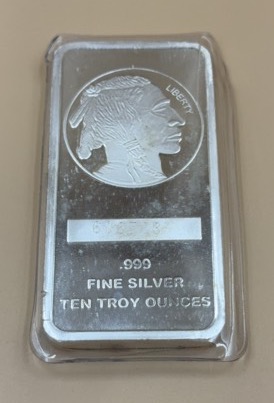 LIBERTY
.999
FINE SILVER
TEN TROY OUNCES